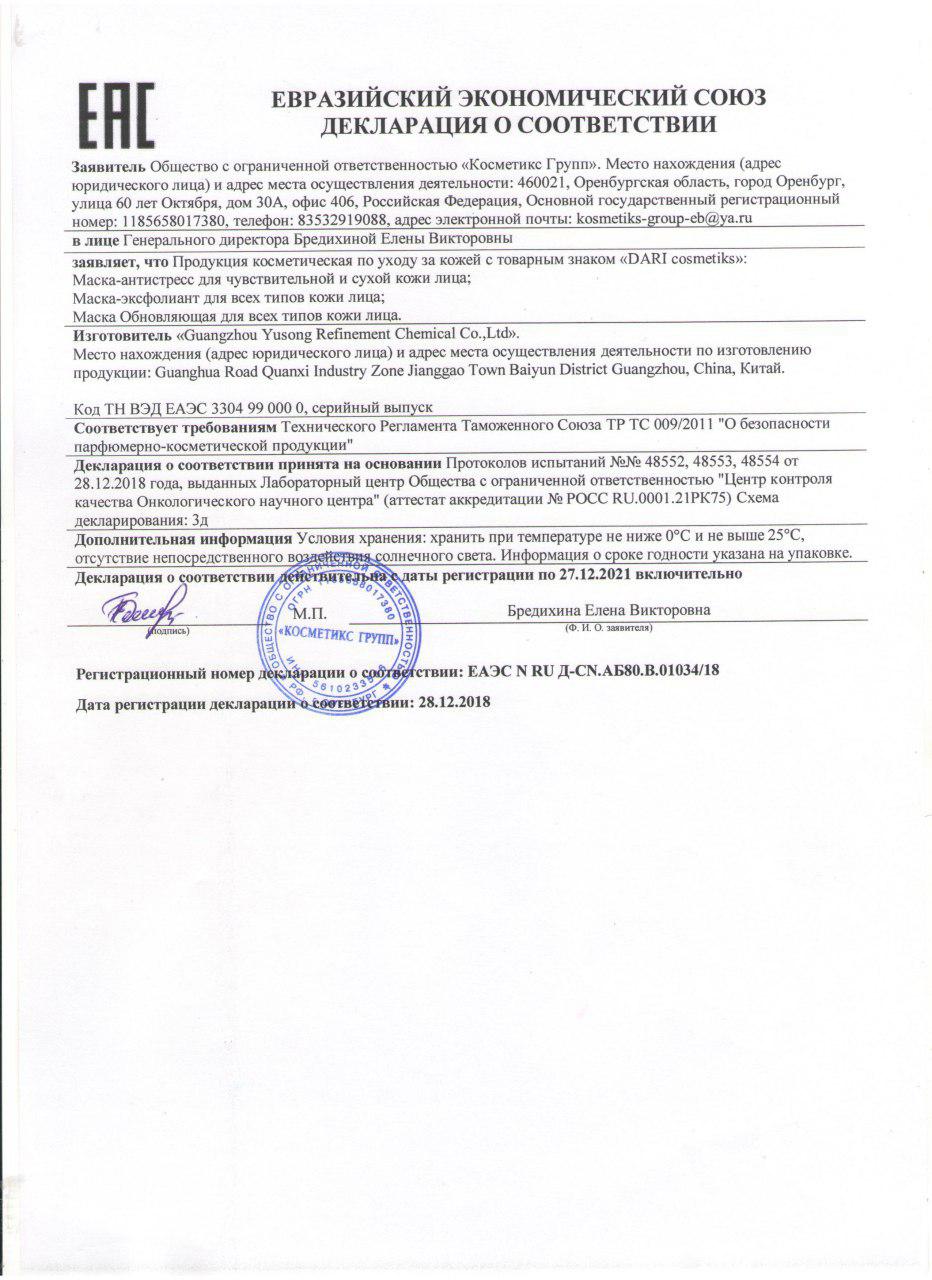 ЕАС
ЕВРАЗИЙСКИЙ ЭКОНОМИЧЕСКИЙ СОЮЗ
ДЕКЛАРАЦИЯ О СООТВЕТСТВИИ
Заявитель Общество с ограниченной ответственностью «Косметикс Групп». Место нахождения (адрес
юридического лица) и адрес места осуществления деятельности: 460021, Оренбургская область, город Оренбург,
улица 60 лет Октября, дом 30А, офис 406, Российская Федерация, Основной государственный регистрационный
номер: 1185658017380, телефон: 83532919088, адрес электронной почты: kosmetiks-group-eb@ya.ru
в лице Генерального директора Бредихиной Елены Викторовны
заявляет, что Продукция косметическая по уходу за кожей с товарным знаком «DARI cosmetiks»:
Маска-антистресс для чувствительной и сухой кожи лица;
Маска-эксфолиант для всех типов кожи лица;
Маска Обновляющая для всех типов кожи лица.
Изготовитель «Guangzhou Yusong Refinement Chemical Co.,Ltd».
Место нахождения (адрес юридического лица) и адрес места осуществления деятельности по изготовлению
продукции: Guanghua Road Quanxi Industry Zone Jianggao Town Baiyun District Guangzhou, China, Китай.
Код ТН ВЭД ЕАЭС 3304 99 000 0, серийный выпуск
Соответствует требованиям Технического Регламента Таможенного Союза ТР ТС 009/2011 "О безопасности
парфюмерно-косметической продукции"
Декларация о соответствии принята на основании Протоколов испытаний №№ 48552, 48553, 48554 от
28.12.2018 года, выданных Лабораторный центр Общества с ограниченной ответственностью "Центр контроля
качества Онкологического научного центра" (аттестат аккредитации № РОСС RU.0001.21РК75) Схема
декларирования: 3д
Дополнительная информация Условия хранения: хранить при температуре не ниже 0°С и не выше 25°С,
отсутствие непосредственного воздействия солнечного света. Информация о сроке годности указана на упаковке.
Декларация о соответствии действительна с даты регистрации по 27.12.2021 включительно
М.П.
Бредихина Елена Викторовна
(подпись)
(Ф. И. О. заявителя)
ОБЩЕСТВО С ОГРАНИЧЕННОЙ ОТВЕТСТВЕННОСТЬЮ
ОГРН 1185658017380
«КОСМЕТИКС ГРУПП»
Регистрационный номер декларации о соответствии: ЕАЭС N RU Д-CN.АБ80.В.01034/18
Дата регистрации декларации о соответствии: 28.12.2018